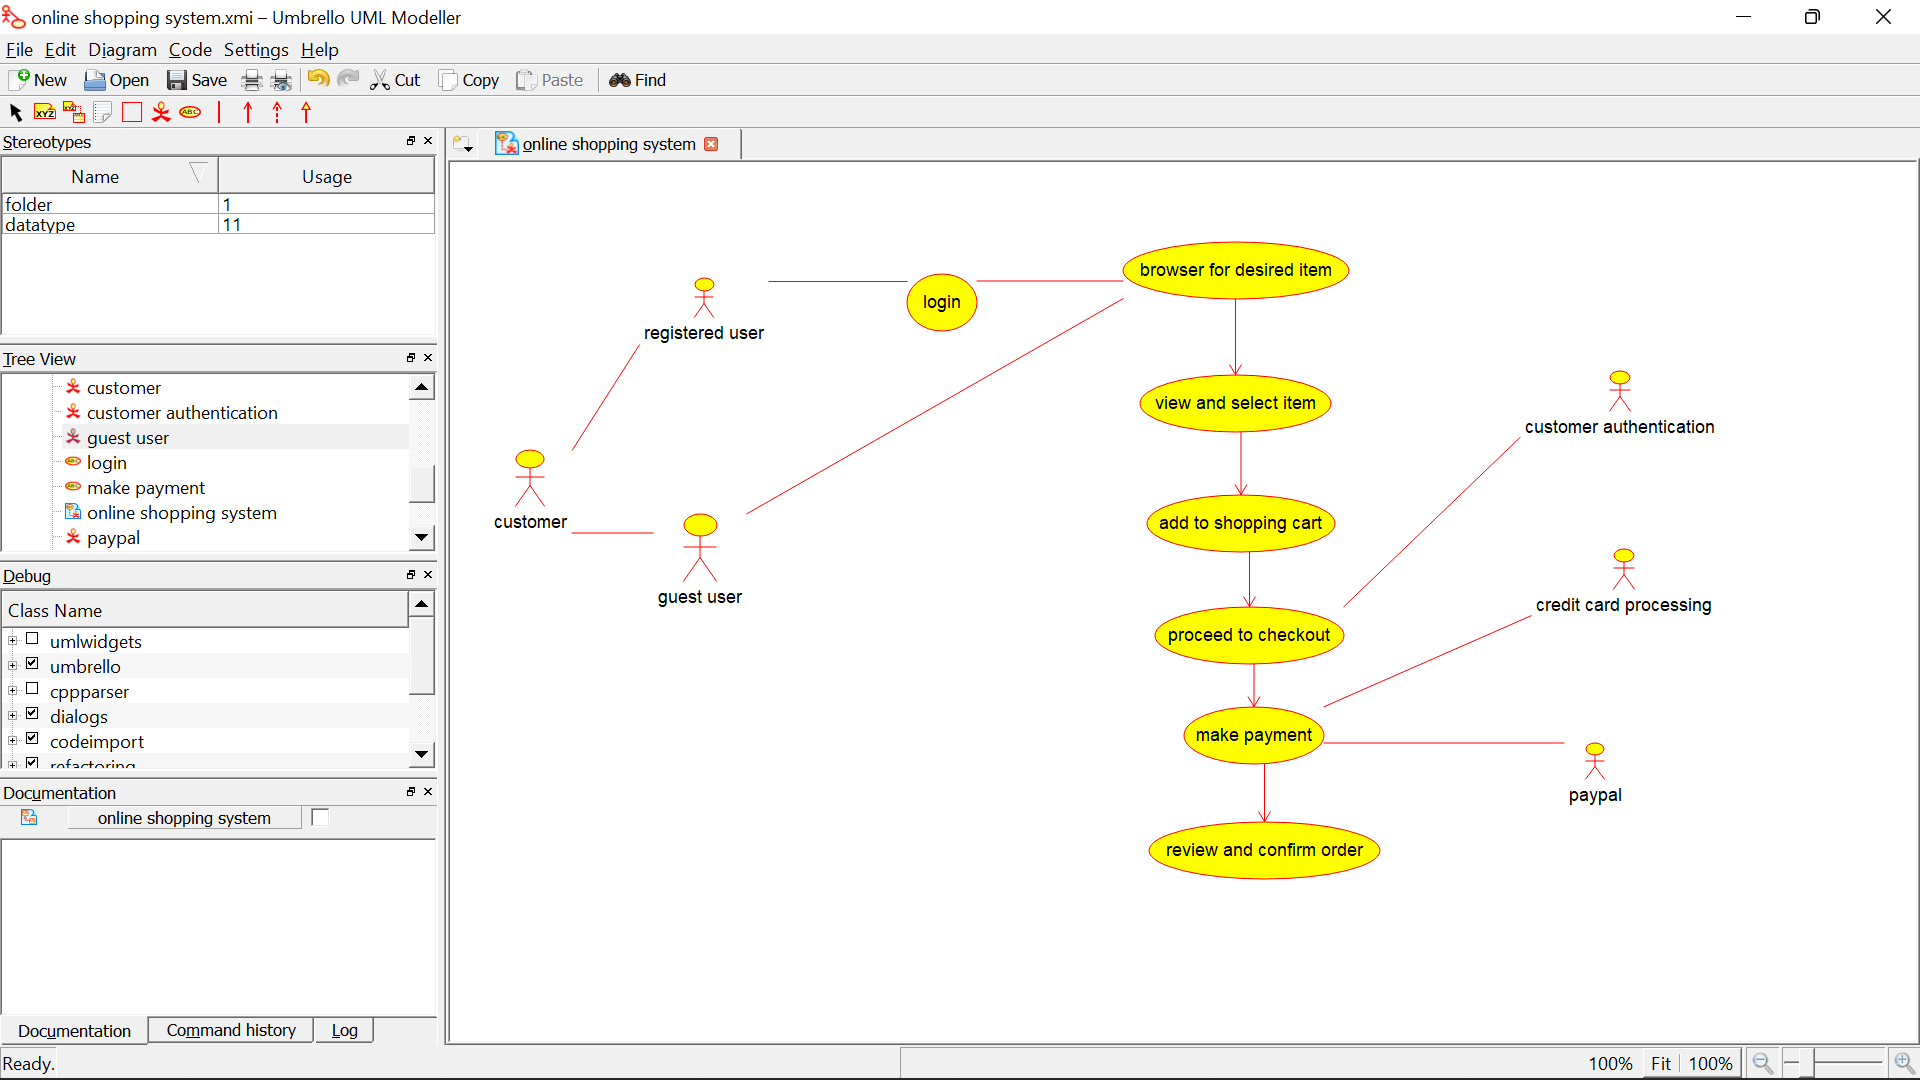 online shopping system.xmi – Umbrello UML Modeller
File Edit Diagram Code Settings Help
New Open Save Cut Copy Paste Find
XYZ XYZ ABC
Stereotypes
Name Usage
folder 1
datatype 11
Tree View
customer
customer authentication
guest user
login
make payment
online shopping system
paypal
Debug
Class Name
umlwidgets
umbrello
cppparser
dialogs
codeimport
refactoring
Documentation
online shopping system
Documentation Command history Log
Ready.
online shopping system
browser for desired item
login
registered user
view and select item
customer authentication
customer
add to shopping cart
guest user
credit card processing
proceed to checkout
make payment
paypal
review and confirm order
100% Fit 100%